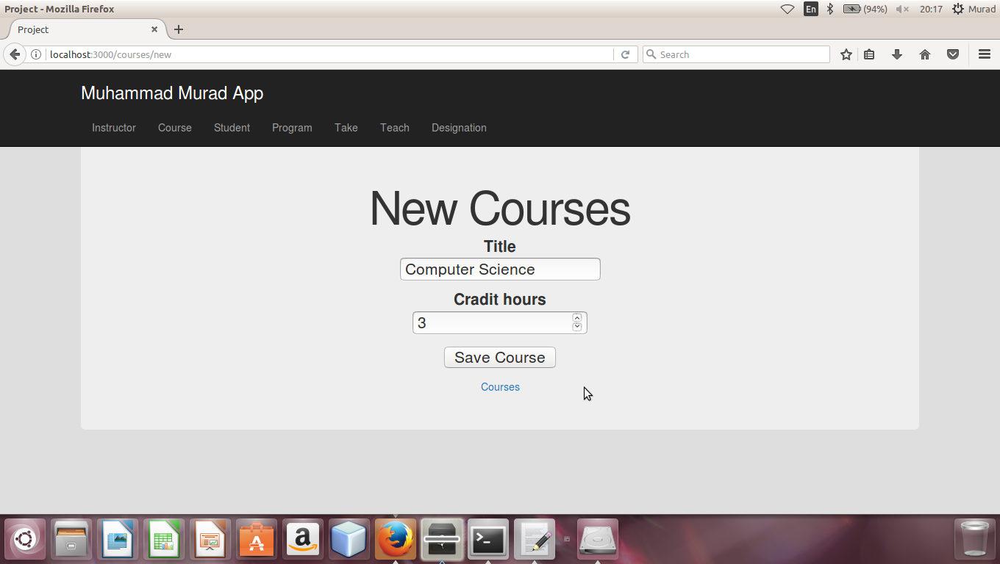 Project - Mozilla Firefox
En
(94%)
20:17
Murad
Project
localhost:3000/courses/new
Search
Muhammad Murad App
Instructor Course Student Program Take Teach Designation
New Courses
Title
Computer Science
Cradit hours
3
Save Course
Courses